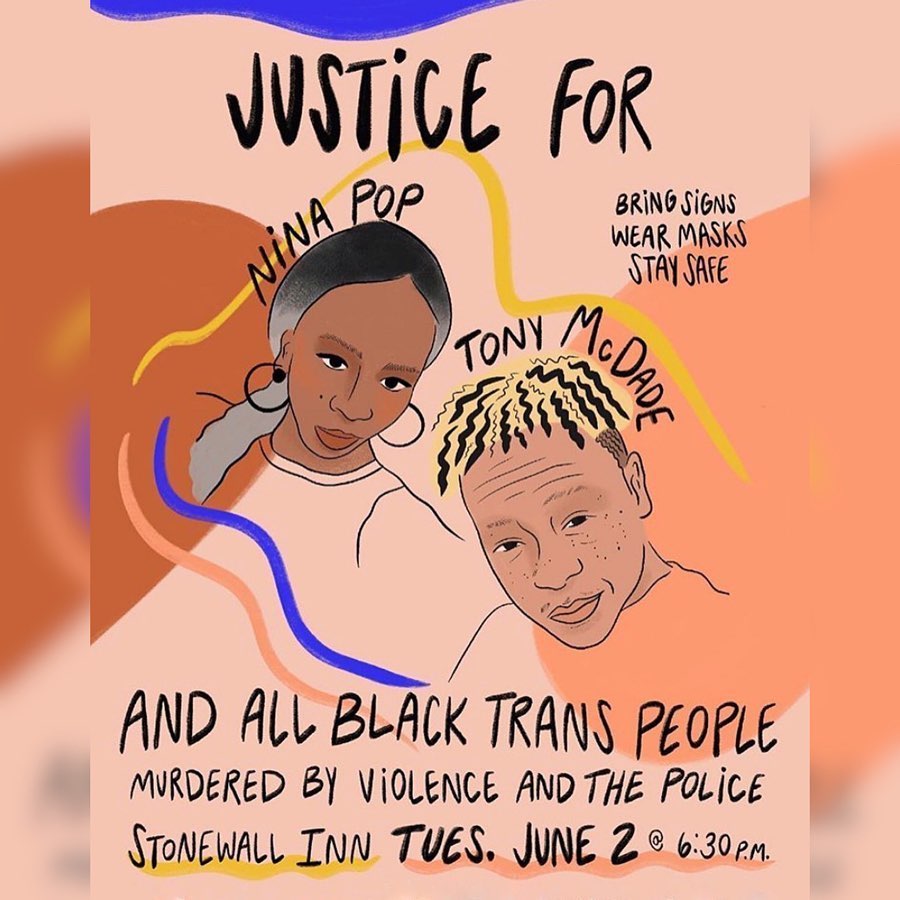 JUSTiCE FOR
NiNA POP
BRiNG SiGNS
WEAR MASKS
STAY SAFE
TONY McDADE
AND ALL BLACK TRANS PEOPLE
MURDERED BY ViOLENCE AND THE POLICE
STONEWALL INN TUES. JUNE 2 @ 6:30 P.M.